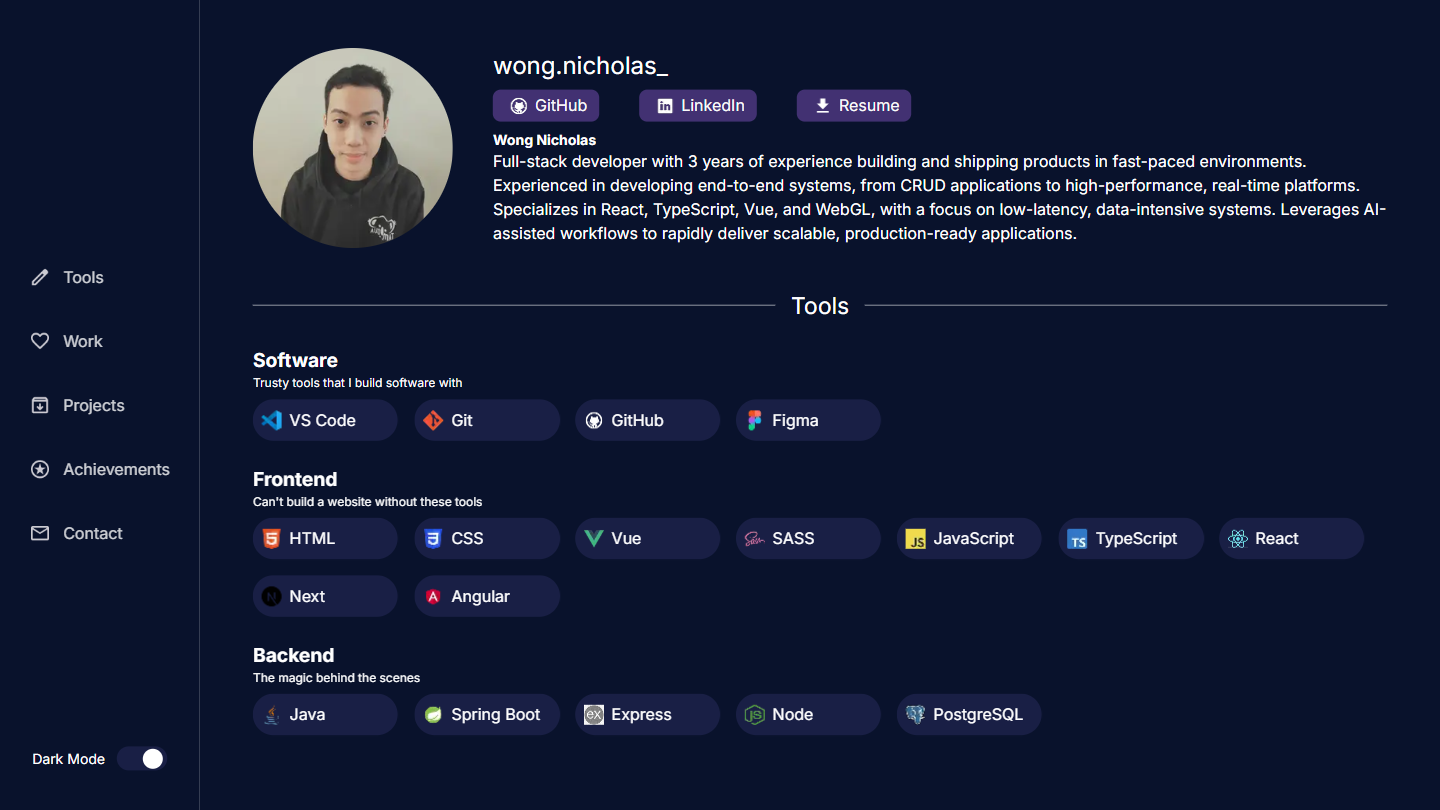 wong.nicholas_
GitHub LinkedIn Resume
Wong Nicholas
Full-stack developer with 3 years of experience building and shipping products in fast-paced environments.
Experienced in developing end-to-end systems, from CRUD applications to high-performance, real-time platforms.
Specializes in React, TypeScript, Vue, and WebGL, with a focus on low-latency, data-intensive systems. Leverages AI-
assisted workflows to rapidly deliver scalable, production-ready applications.
Tools
Work
Projects
Achievements
Contact
Dark Mode
Tools
Software
Trusty tools that I build software with
VS Code Git GitHub Figma
Frontend
Can't build a website without these tools
HTML CSS Vue SASS JavaScript TypeScript React
Next Angular
Backend
The magic behind the scenes
Java Spring Boot Express Node PostgreSQL